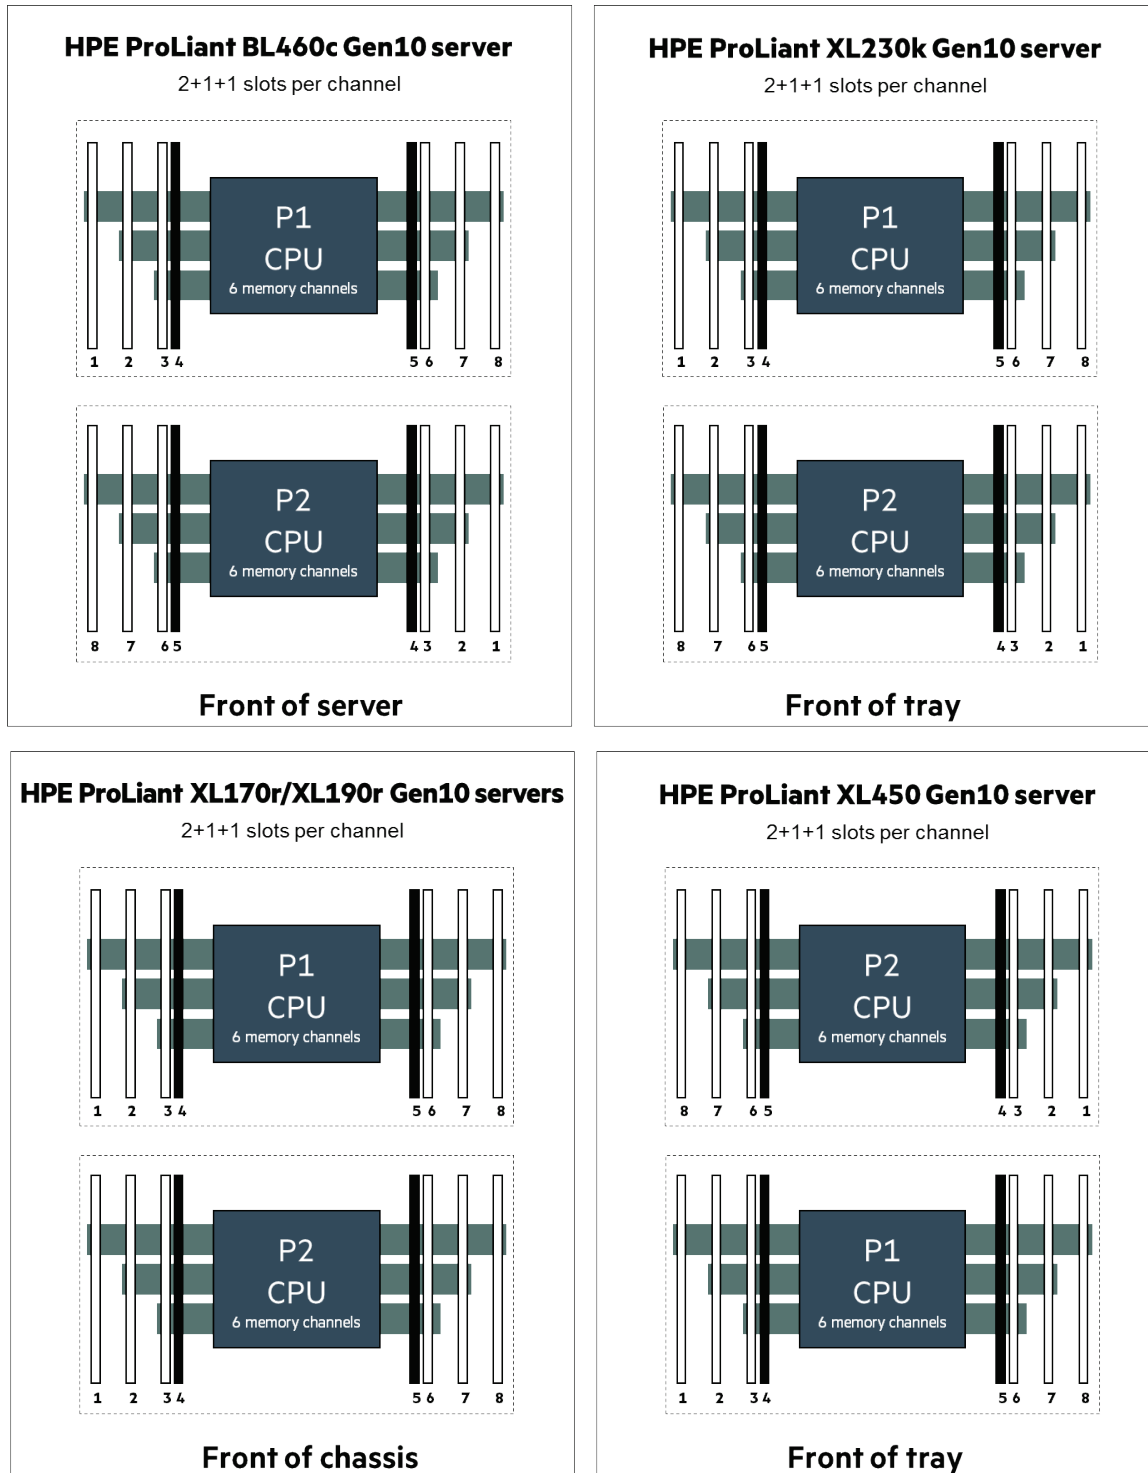 HPE ProLiant BL460c Gen10 server
2+1+1 slots per channel
P1
CPU
6 memory channels
1 2 3 4 5 6 7 8
P2
CPU
6 memory channels
8 7 6 5 4 3 2 1
Front of server
HPE ProLiant XL230k Gen10 server
2+1+1 slots per channel
P1
CPU
6 memory channels
1 2 3 4 5 6 7 8
P2
CPU
6 memory channels
8 7 6 5 4 3 2 1
Front of tray
HPE ProLiant XL170r/XL190r Gen10 servers
2+1+1 slots per channel
P1
CPU
6 memory channels
1 2 3 4 5 6 7 8
P2
CPU
6 memory channels
1 2 3 4 5 6 7 8
Front of chassis
HPE ProLiant XL450 Gen10 server
2+1+1 slots per channel
P2
CPU
6 memory channels
8 7 6 5 4 3 2 1
P1
CPU
6 memory channels
1 2 3 4 5 6 7 8
Front of tray